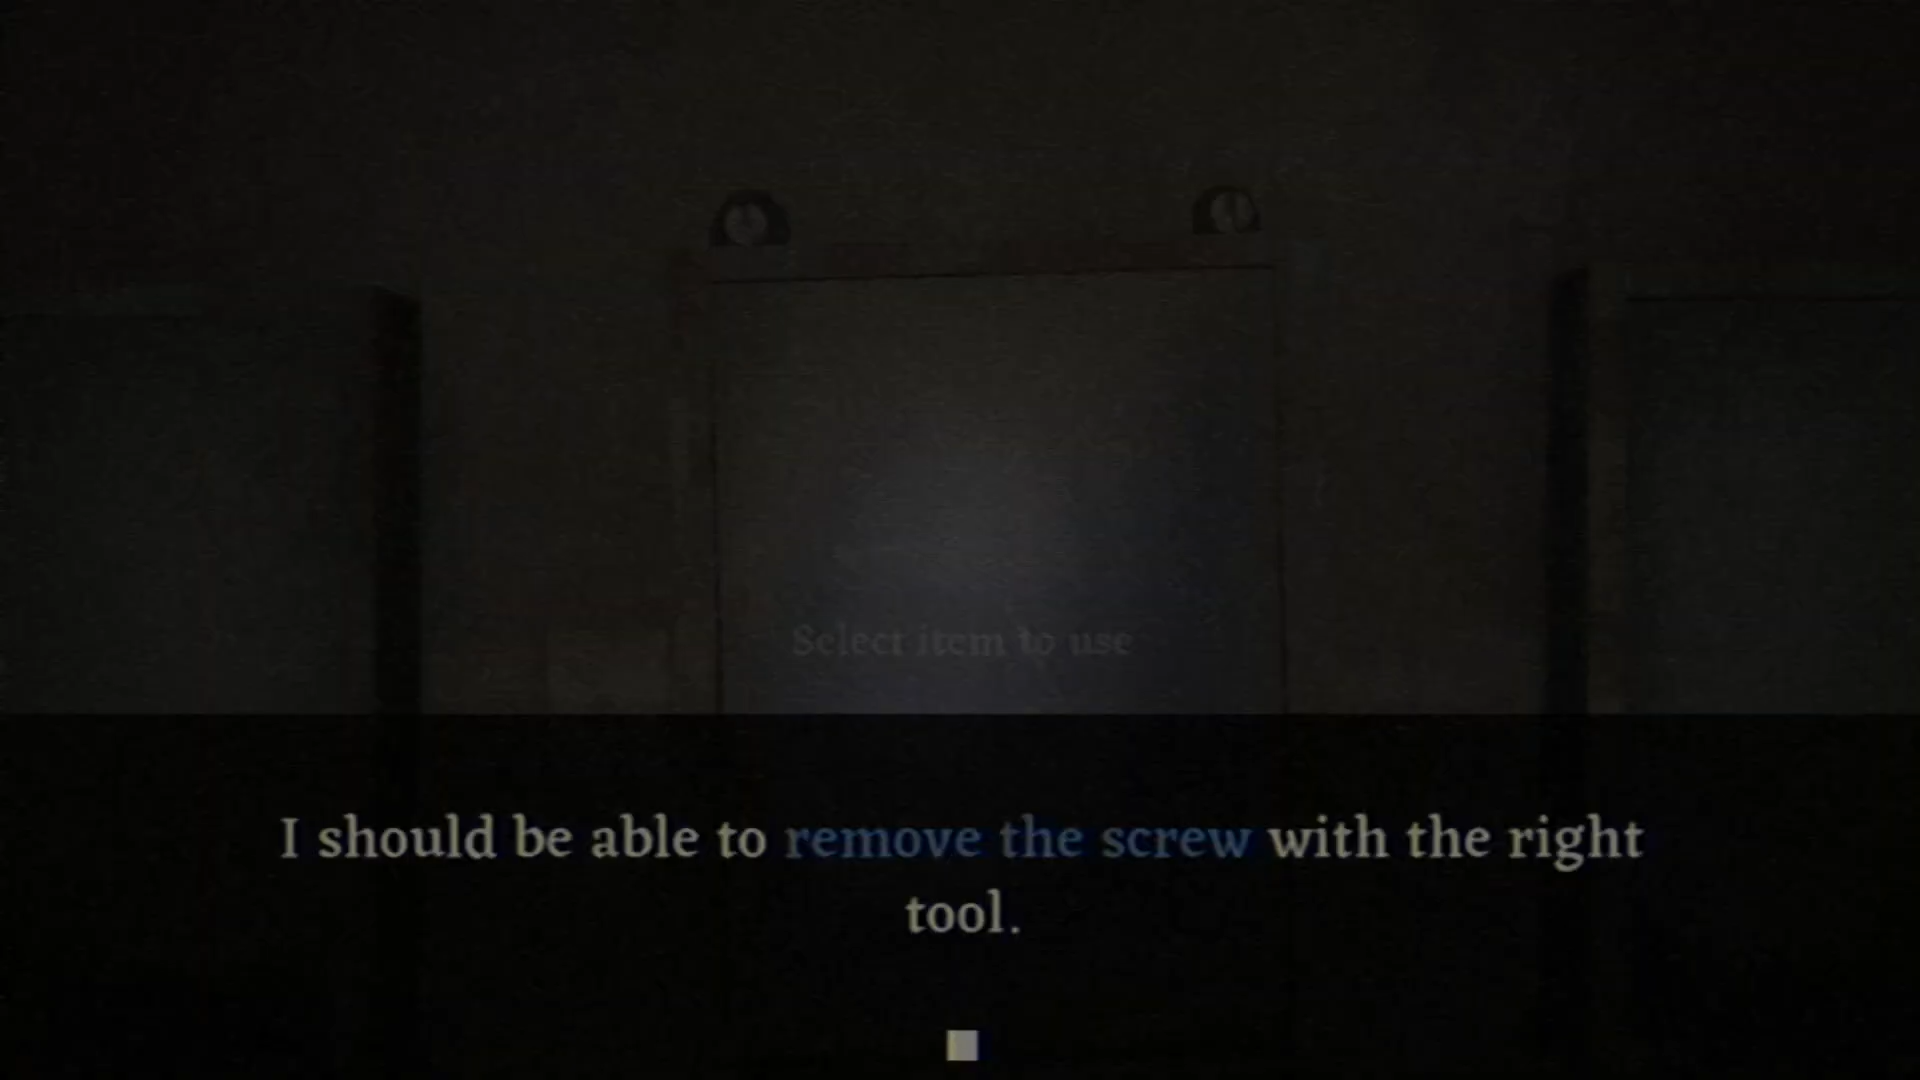 Select item to use
I should be able to remove the screw with the right
tool.